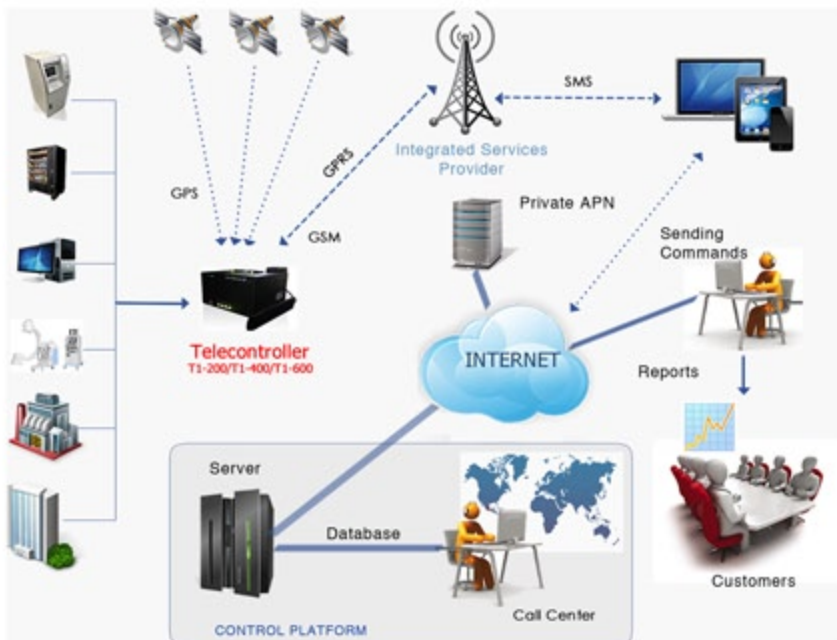 SMS
Integrated Services
Provider
GPRS
GPS
GSM
Private APN
Sending
Commands
Telecontroller
T1-200/T1-400/T1-600
INTERNET
Reports
Server
Database
Call Center
Customers
CONTROL PLATFORM